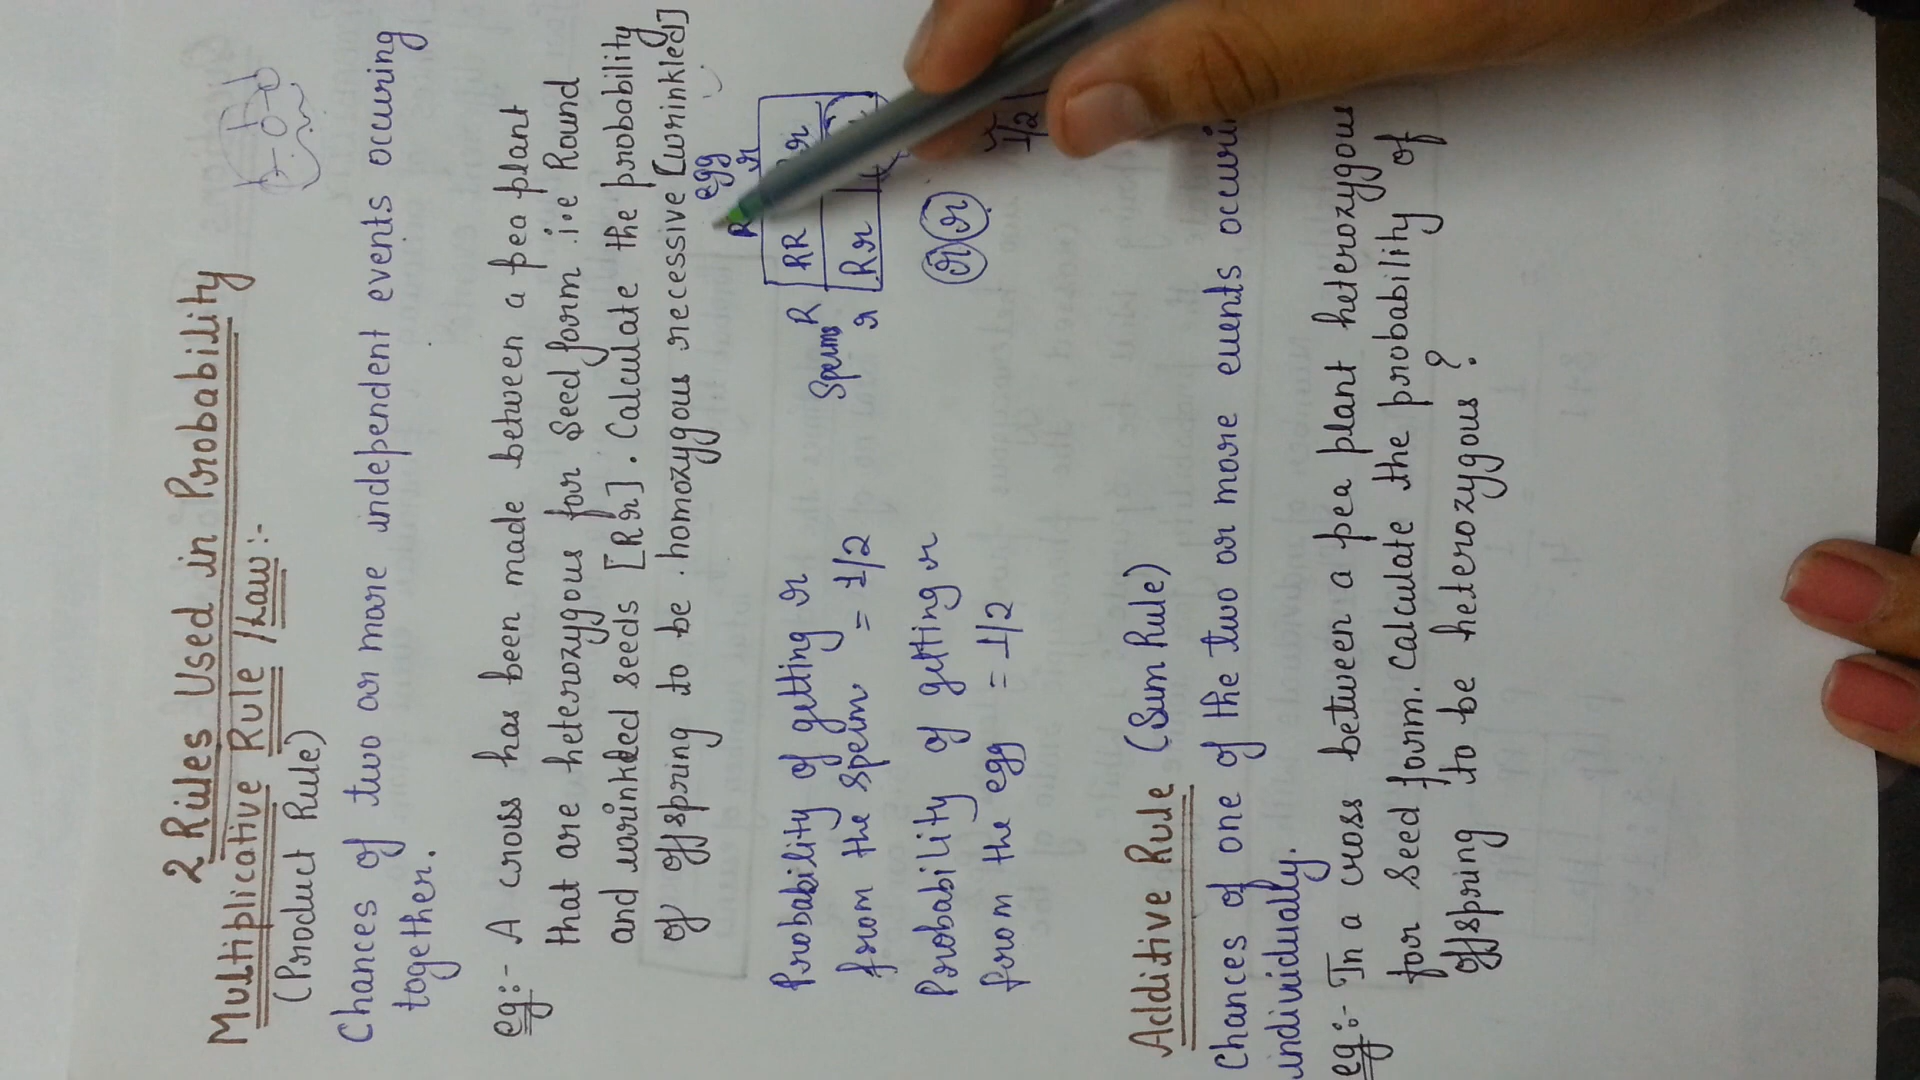 2 Rules Used in Probability
Multiplicative Rule /Law:-
(Product Rule)
Chances of two or more independent events occuring
together.
eg:- A cross has been made between a pea plant
that are heterozygous for Seed form i.e Round
and wrinkled seeds [Rr]. Calculate the probability
of offspring to be homozygous recessive [wrinkled]
egg
R r
Sperms R RR Rr
r Rr
Probability of getting r
from the sperm = 1/2
r r
Probability of getting r
from the egg = 1/2
1/2
Additive Rule (Sum Rule)
Chances of one of the two or more events
individually.
eg:- In a cross between a pea plant heterozygous
for seed form. Calculate the probability of
offspring to be heterozygous?